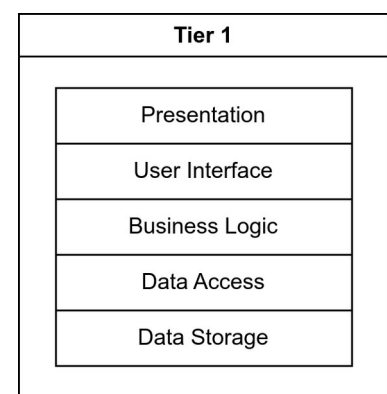 Tier 1
Presentation
User Interface
Business Logic
Data Access
Data Storage